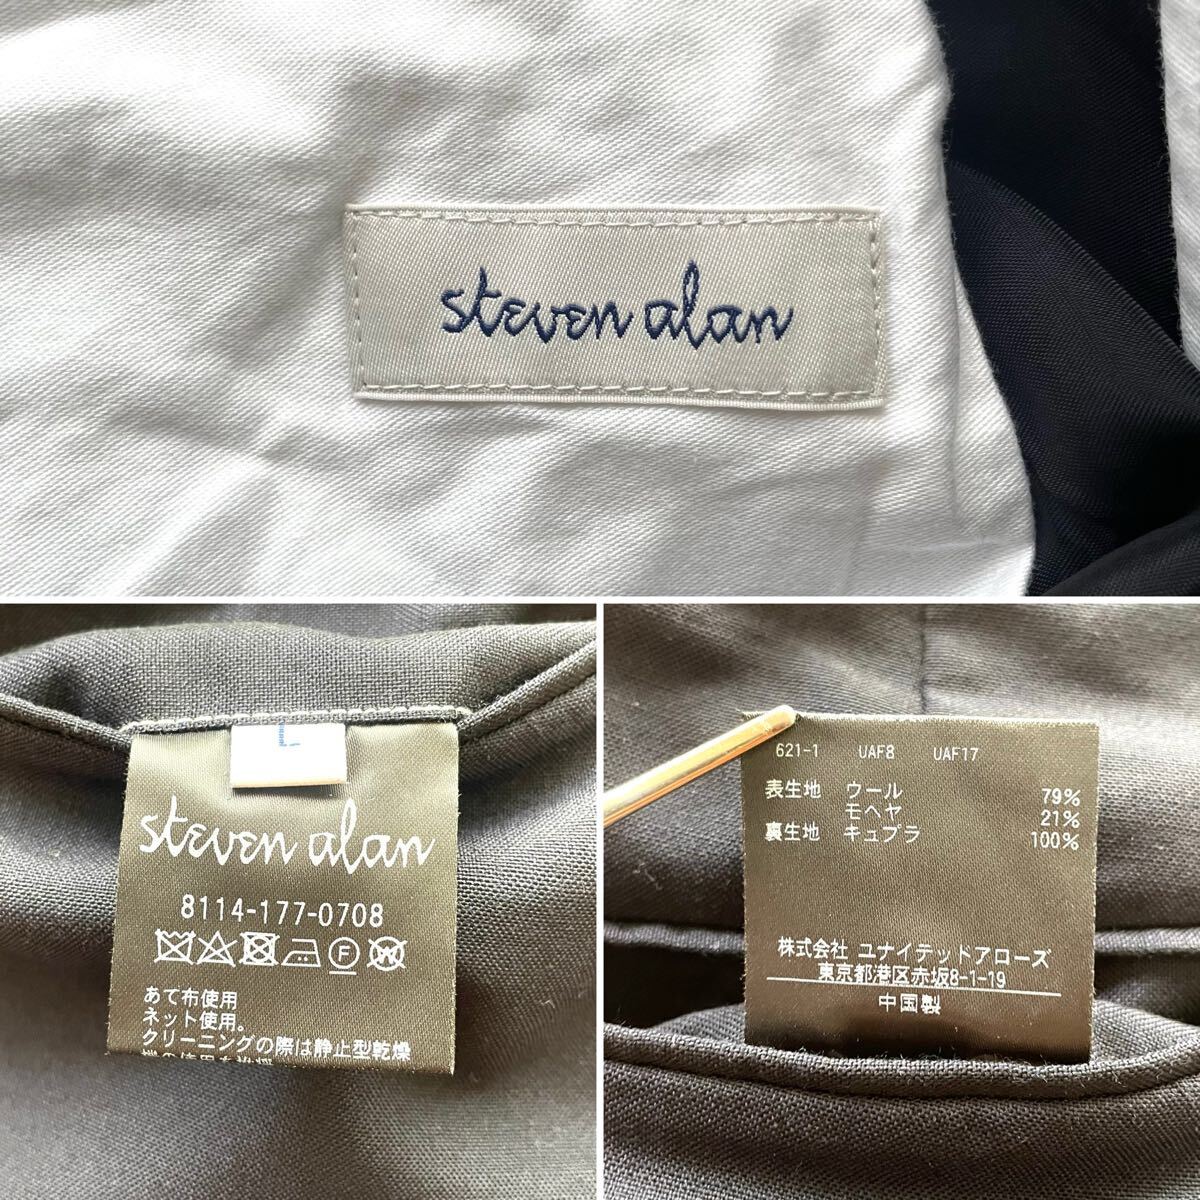 steven alan
L
steven alan
8114-177-0708
あて布使用
ネット使用。
クリーニングの際は静止型乾燥
621-1 UAF8 UAF17
表生地 ウール 79%
モヘヤ 21%
裏生地 キュプラ 100%
株式会社 ユナイテッドアローズ
東京都港区赤坂8-1-19
中国製